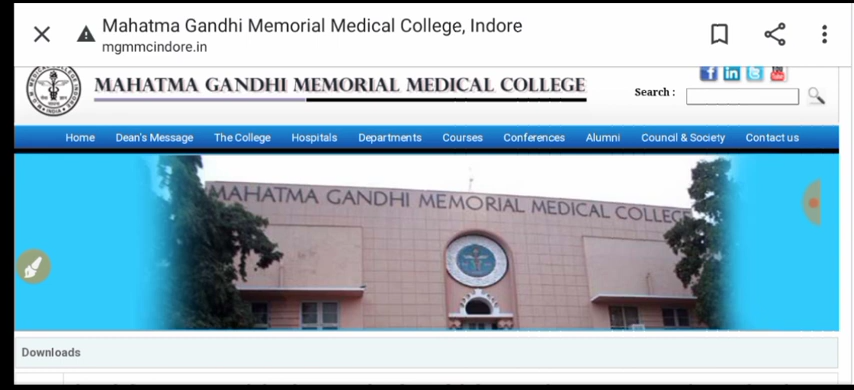 Mahatma Gandhi Memorial Medical College, Indore
mgmmcindore.in
MAHATMA GANDHI MEMORIAL MEDICAL COLLEGE
Search :
Home Dean's Message The College Hospitals Departments Courses Conferences Alumni Council & Society Contact us
MAHATMA GANDHI MEMORIAL MEDICAL COLLEGE
Downloads